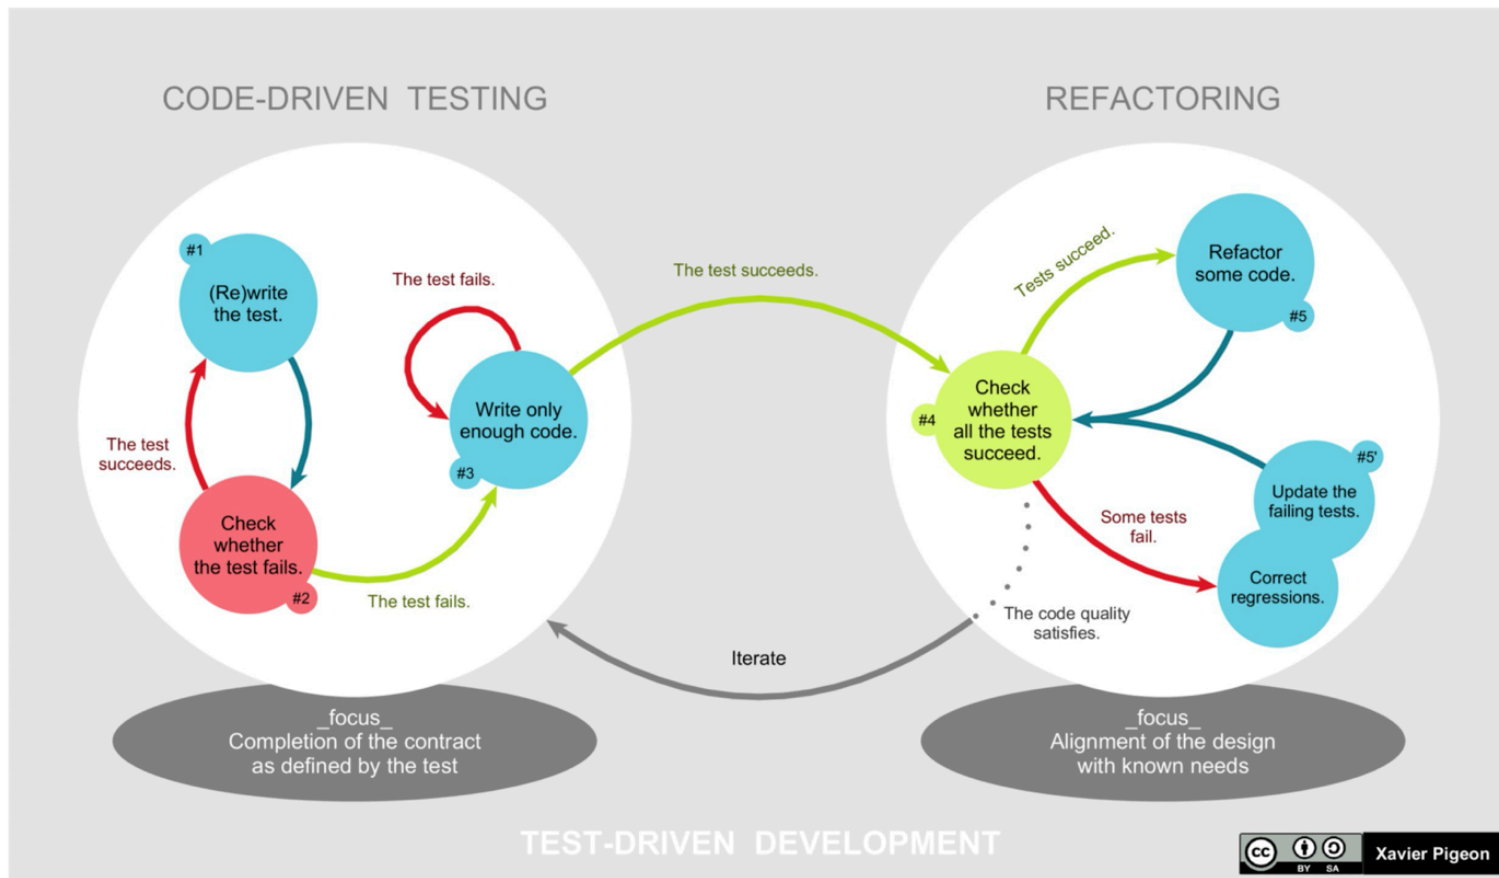 CODE-DRIVEN TESTING
REFACTORING
#1
(Re)write
the test.
The test
succeeds.
Check
whether
the test fails.
#2
The test fails.
The test fails.
Write only
enough code.
#3
The test succeeds.
#4
Check
whether
all the tests
succeed.
Tests succeed.
Refactor
some code.
#5
Some tests
fail.
#5'
Update the
failing tests.
Correct
regressions.
The code quality
satisfies.
Iterate
_focus_
Completion of the contract
as defined by the test
_focus_
Alignment of the design
with known needs
TEST-DRIVEN DEVELOPMENT
cc
BY SA
Xavier Pigeon